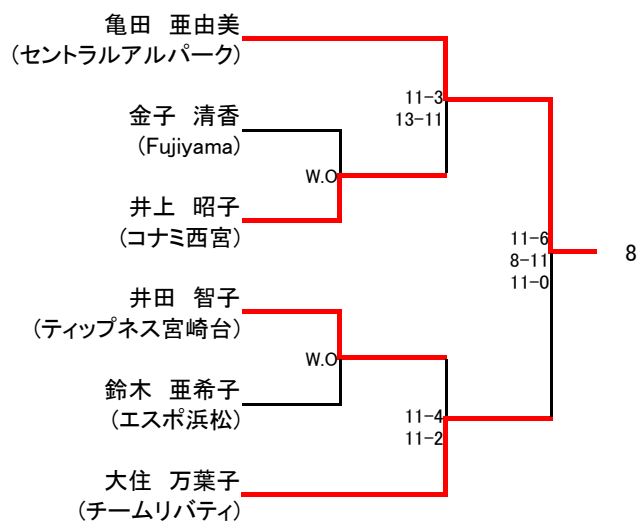 亀田　亜由美
(セントラルアルパーク)
11-3
13-11
金子　清香
(Fujiyama)
W.O
井上　昭子
(コナミ西宮)
11-6
8-11
11-0
8
井田　智子
(ティップネス宮崎台)
W.O
鈴木　亜希子
(エスポ浜松)
11-4
11-2
大住　万葉子
(チームリバティ)